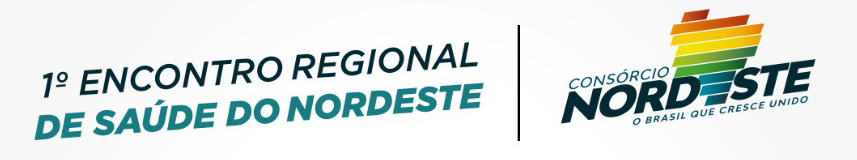 1º ENCONTRO REGIONAL
DE SAÚDE DO NORDESTE
CONSÓRCIO
NORDESTE
O BRASIL QUE CRESCE UNIDO